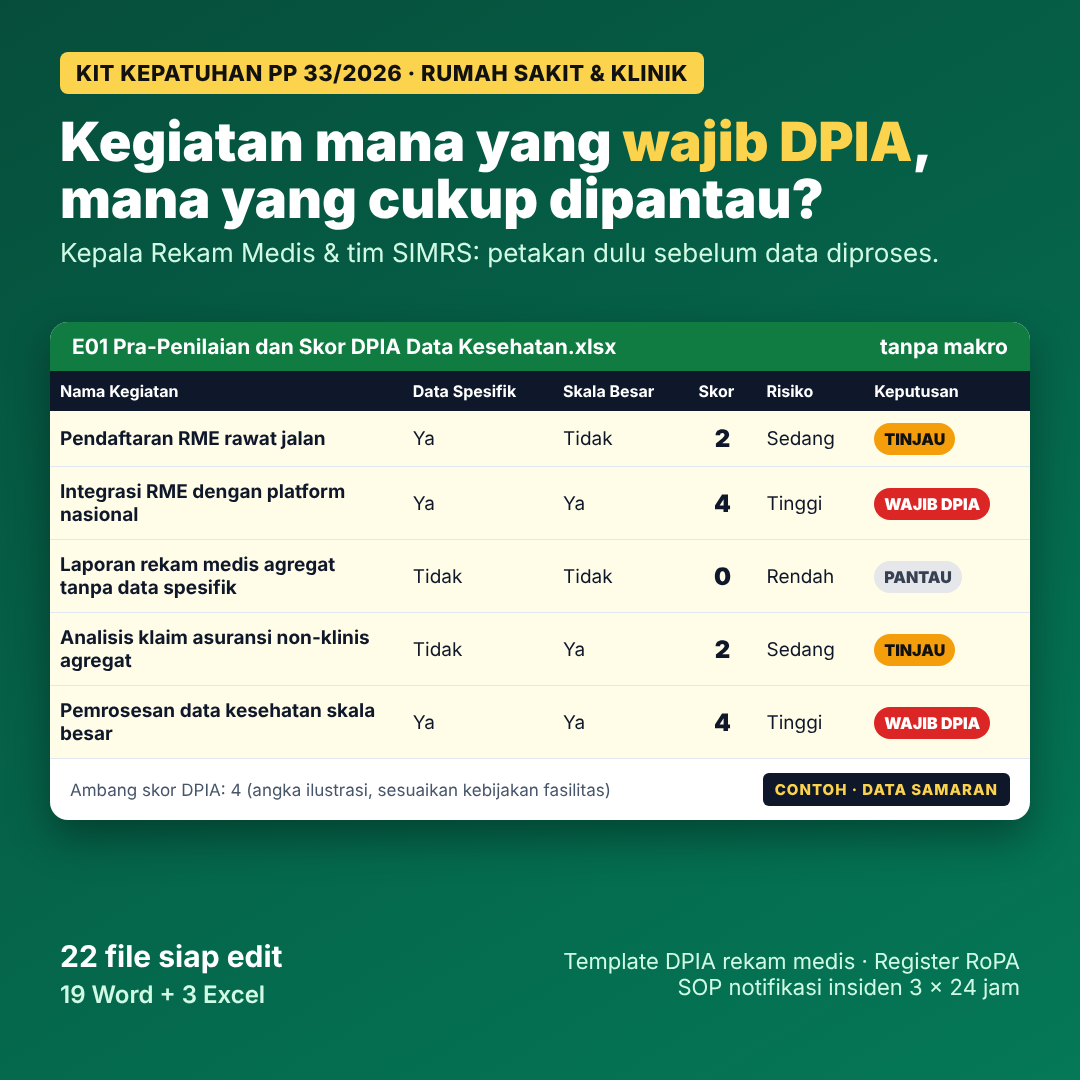 KIT KEPATUHAN PP 33/2026 · RUMAH SAKIT & KLINIK
Kegiatan mana yang wajib DPIA,
mana yang cukup dipantau?
Kepala Rekam Medis & tim SIMRS: petakan dulu sebelum data diproses.
E01 Pra-Penilaian dan Skor DPIA Data Kesehatan.xlsx tanpa makro
Nama Kegiatan Data Spesifik Skala Besar Skor Risiko Keputusan
Pendaftaran RME rawat jalan Ya Tidak 2 Sedang TINJAU
Integrasi RME dengan platform
nasional Ya Ya 4 Tinggi WAJIB DPIA
Laporan rekam medis agregat
tanpa data spesifik Tidak Tidak 0 Rendah PANTAU
Analisis klaim asuransi non-klinis
agregat Tidak Ya 2 Sedang TINJAU
Pemrosesan data kesehatan skala
besar Ya Ya 4 Tinggi WAJIB DPIA
Ambang skor DPIA: 4 (angka ilustrasi, sesuaikan kebijakan fasilitas) CONTOH · DATA SAMARAN
22 file siap edit
19 Word + 3 Excel
Template DPIA rekam medis · Register RoPA
SOP notifikasi insiden 3 × 24 jam